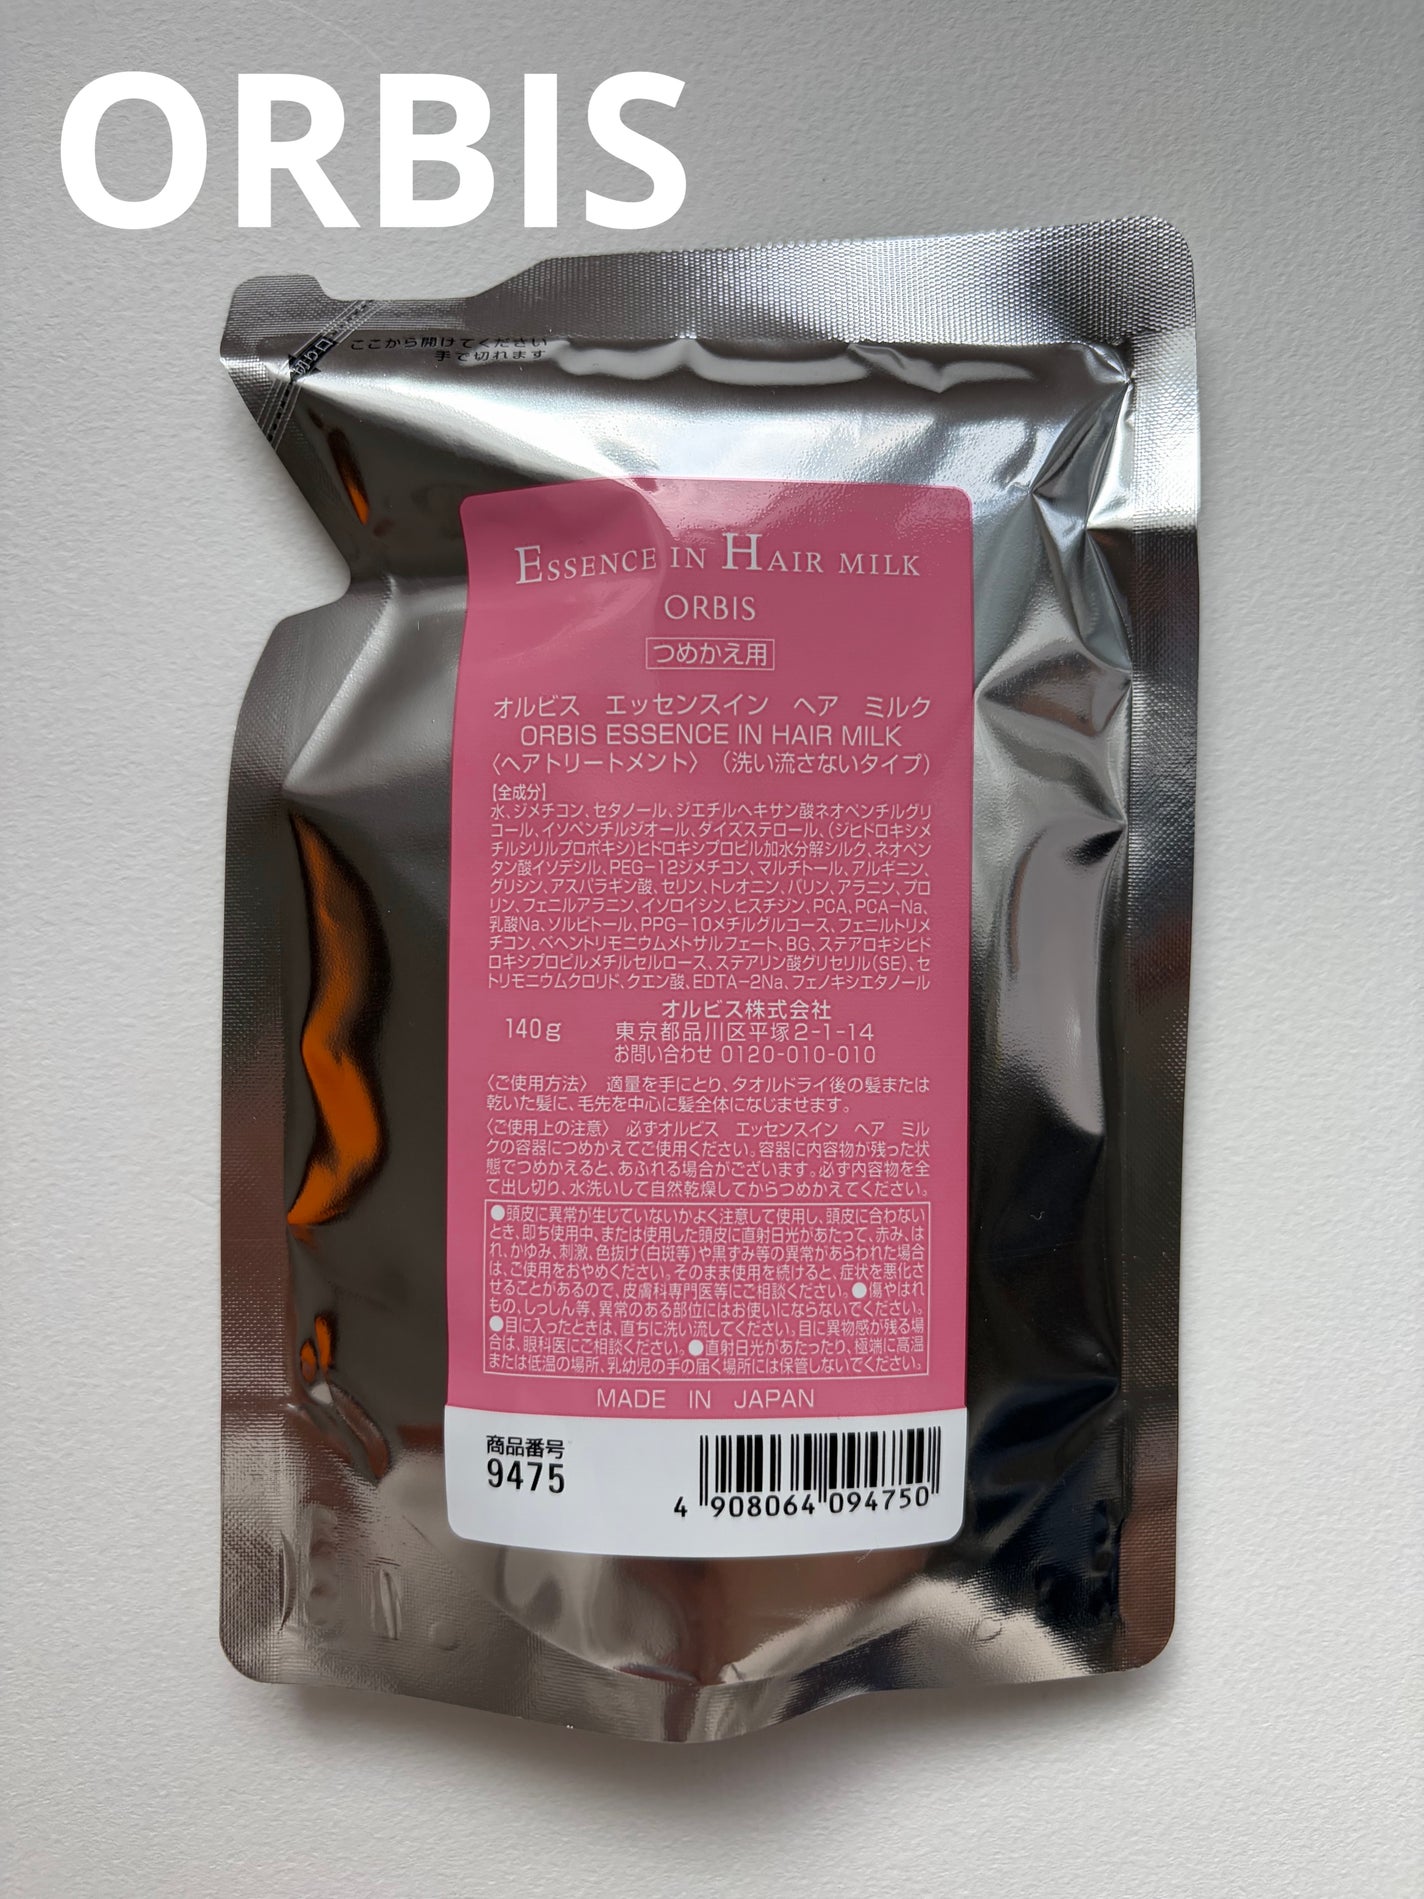 ORBIS
切り口
ここから開けてください
手で切れます
ESSENCE IN HAIR MILK
ORBIS
つめかえ用
オルビス エッセンスイン ヘア ミルク
ORBIS ESSENCE IN HAIR MILK
〈ヘアトリートメント〉（洗い流さないタイプ）
【全成分】
水、ジメチコン、セタノール、ジエチルヘキサン酸ネオペンチルグリ
コール、イソペンチルジオール、ダイズステロール、(ジヒドロキシメ
チルシリルプロポキシ)ヒドロキシプロピル加水分解シルク、ネオペン
タン酸イソデシル、PEG-12ジメチコン、マルチトール、アルギニン、
グリシン、アスパラギン酸、セリン、トレオニン、バリン、アラニン、プロ
リン、フェニルアラニン、イソロイシン、ヒスチジン、PCA、PCA-Na、
乳酸Na、ソルビトール、PPG-10メチルグルコース、フェニルトリメ
チコン、ベヘントリモニウムメトサルフェート、BG、ステアロキシヒド
ロキシプロピルメチルセルロース、ステアリン酸グリセリル(SE)、セ
トリモニウムクロリド、クエン酸、EDTA-2Na、フェノキシエタノール
オルビス株式会社
140g 東京都品川区平塚2-1-14
お問い合わせ 0120-010-010
〈ご使用方法〉 適量を手にとり、タオルドライ後の髪または
乾いた髪に、毛先を中心に髪全体になじませます。
〈ご使用上の注意〉 必ずオルビス エッセンスイン ヘア ミル
クの容器につめかえてご使用ください。容器に内容物が残った状
態でつめかえると、あふれる場合がございます。必ず内容物を全
て出し切り、水洗いして自然乾燥してからつめかえてください。
●頭皮に異常が生じていないかよく注意して使用し、頭皮に合わない
とき、即ち使用中、または使用した頭皮に直射日光があたって、赤み、は
れ、かゆみ、刺激、色抜け(白斑等)や黒ずみ等の異常があらわれた場合
は、ご使用をおやめください。そのまま使用を続けると、症状を悪化さ
せることがあるので、皮膚科専門医等にご相談ください。●傷やはれ
もの、しっしん等、異常のある部位にはお使いにならないでください。
●目に入ったときは、直ちに洗い流してください。目に異物感が残る場
合は、眼科医にご相談ください。●直射日光があたったり、極端に高温
または低温の場所、乳幼児の手の届く場所には保管しないでください。
MADE IN JAPAN
商品番号
9475
4 908064 094750